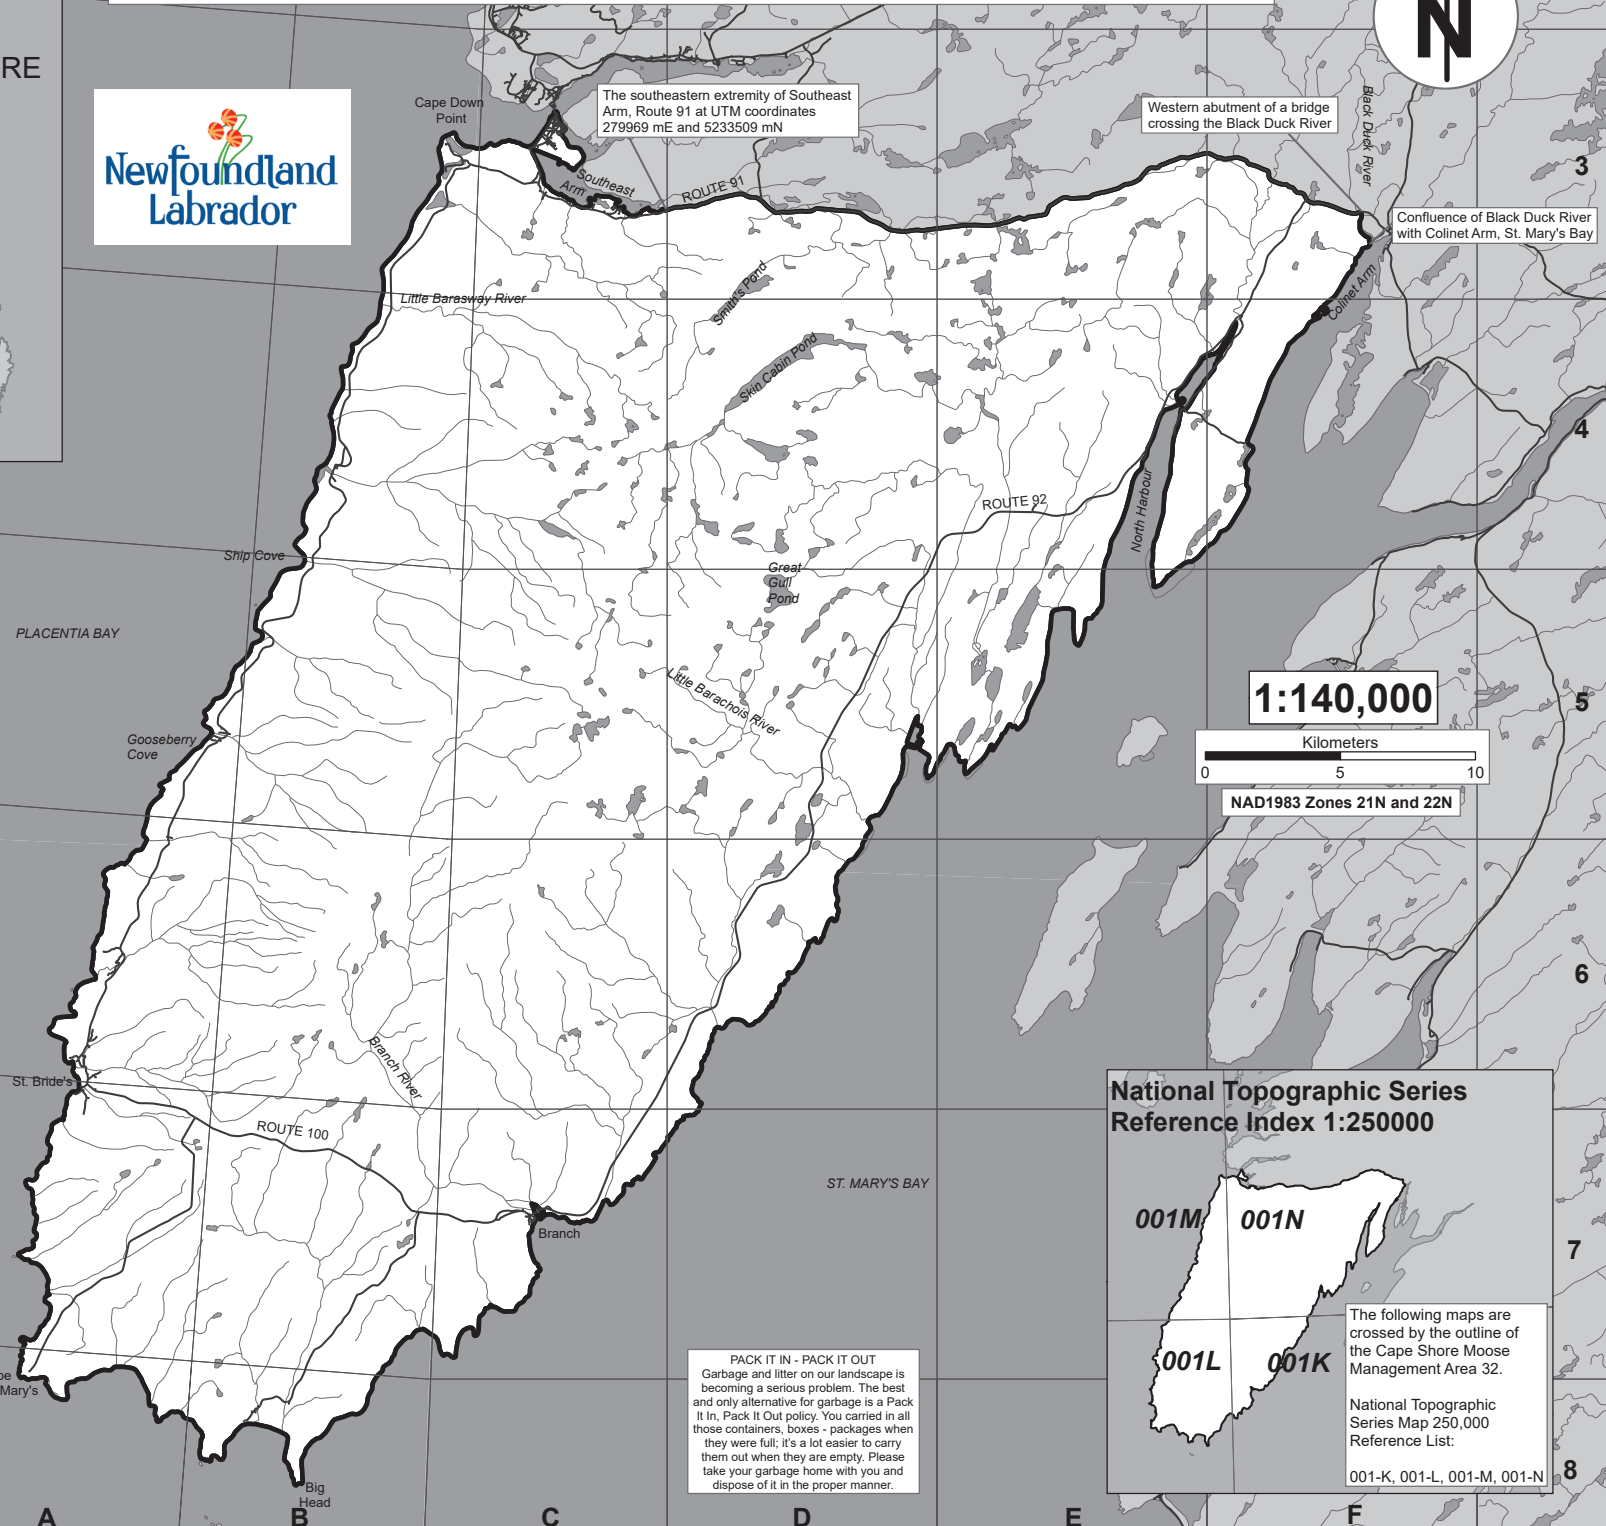 N
RE
Newfoundland
Labrador
Cape Down
Point
The southeastern extremity of Southeast
Arm, Route 91 at UTM coordinates
279969 mE and 5233509 mN
Western abutment of a bridge
crossing the Black Duck River
Black Duck River
3
Southeast
Arm
ROUTE 91
Confluence of Black Duck River
with Colinet Arm, St. Mary's Bay
Little Barasway River
Smith's Pond
Colinet Arm
Skin Cabin Pond
4
North Harbour
ROUTE 92
Ship Cove
Great
Gull
Pond
PLACENTIA BAY
Little Barachois River
1:140,000
5
Gooseberry
Cove
Kilometers
0 5 10
NAD1983 Zones 21N and 22N
6
Branch River
St. Bride's
ROUTE 100
National Topographic Series
Reference Index 1:250000
ST. MARY'S BAY
001M
001N
Branch
7
The following maps are
crossed by the outline of
the Cape Shore Moose
Management Area 32.
National Topographic
Series Map 250,000
Reference List:
001-K, 001-L, 001-M, 001-N
001L
001K
PACK IT IN - PACK IT OUT
Garbage and litter on our landscape is
becoming a serious problem. The best
and only alternative for garbage is a Pack
It In, Pack It Out policy. You carried in all
those containers, boxes - packages when
they were full; it's a lot easier to carry
them out when they are empty. Please
take your garbage home with you and
dispose of it in the proper manner.
pe
Mary's
8
Big
Head
A B C D E F